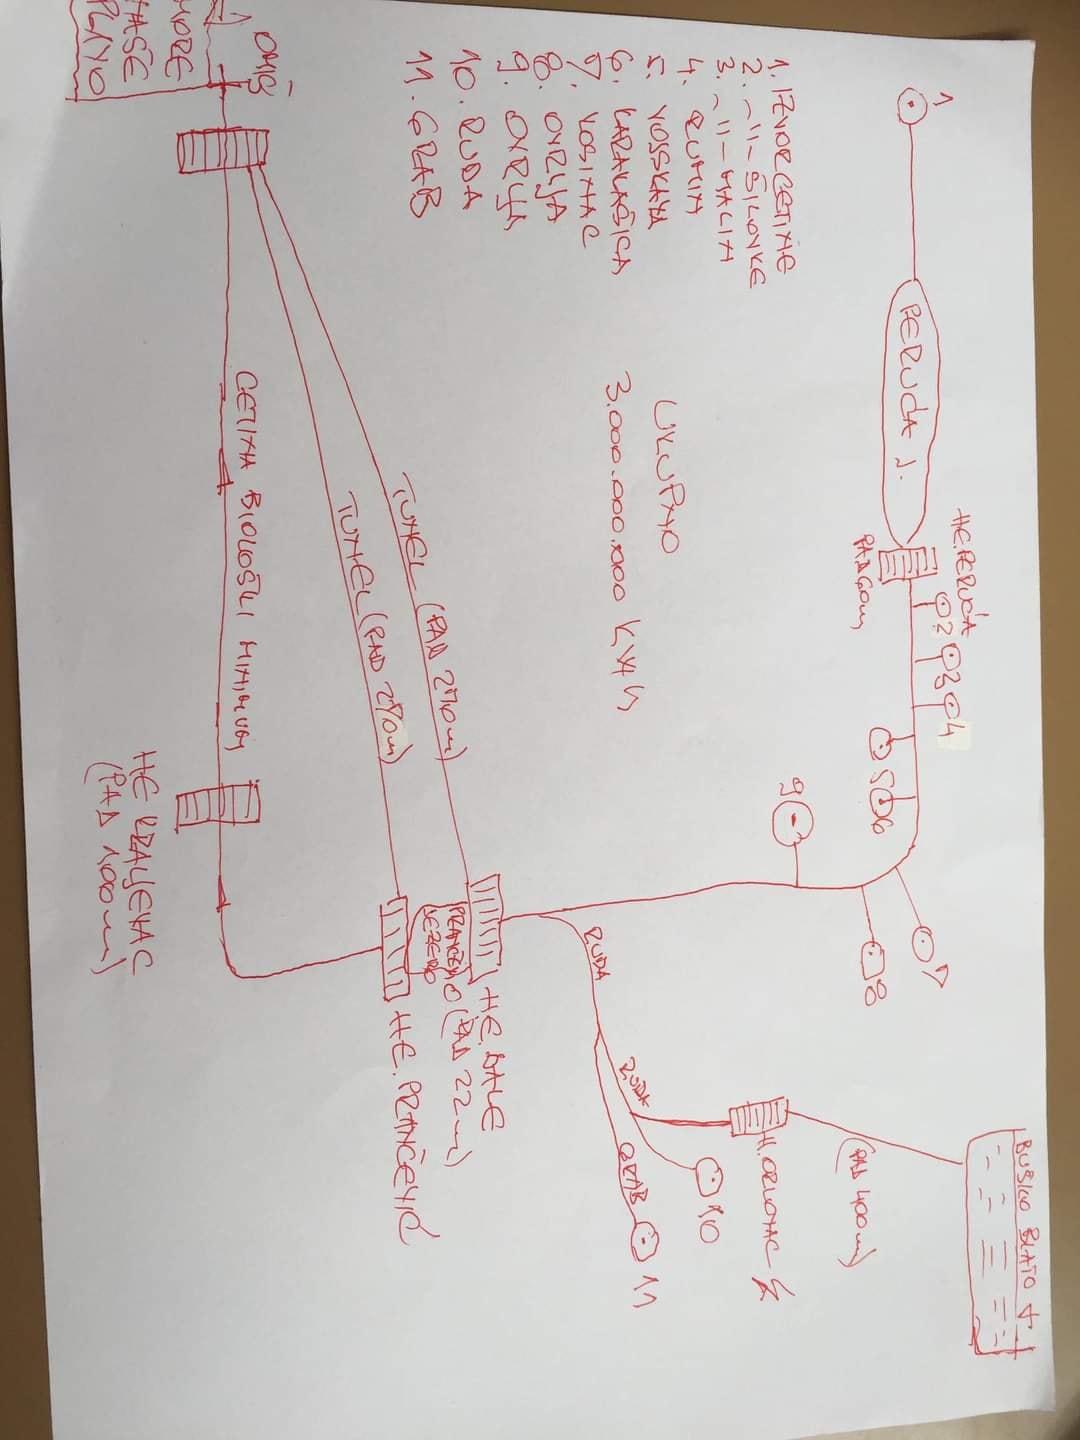 BUŠKO BLATO
1
HE.PERUĆA
2 3 4
7
PERUĆA J.
5 6
8
PAD 60m
(PAD 400m)
9
1. IZVOR CETINE
2. -"- ŠILOVKE
3. -"- MALIN
4. RUMIN
5. VOJSKAVA
6. KARAKAŠICA
7. KOSINAC
8. OVRLJA
9. OVRLJA
10. RUDA
11. GRAB
H.ORLOVAC
10
UKUPNO
3.000.000.000 KWH
RUDA
GRAB
11
RUDA
HE.ĐALE
(PAD 22m)
PRANČEV
JEZERO
TUNEL (PAD 270m)
HE. PRANČEVIĆ
TUNEL (PAD 270m)
OMIŠ
CETINA BIOLOŠKI MINIMUM
MORE
NAŠE
PLAVO
HE KRALJEVAC
(PAD 100m)